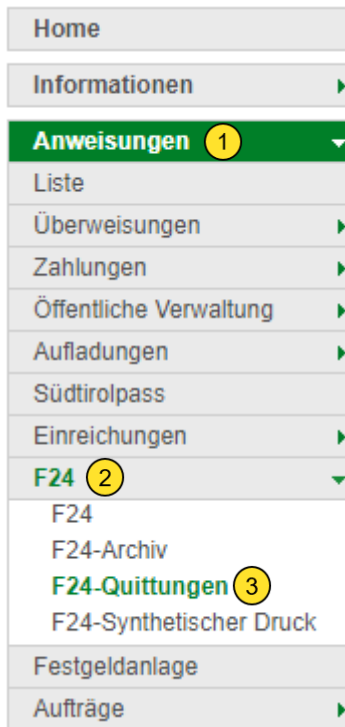 Home
Informationen
Anweisungen 1
Liste
Überweisungen
Zahlungen
Öffentliche Verwaltung
Aufladungen
Südtirolpass
Einreichungen
F24 2
F24
F24-Archiv
F24-Quittungen 3
F24-Synthetischer Druck
Festgeldanlage
Aufträge